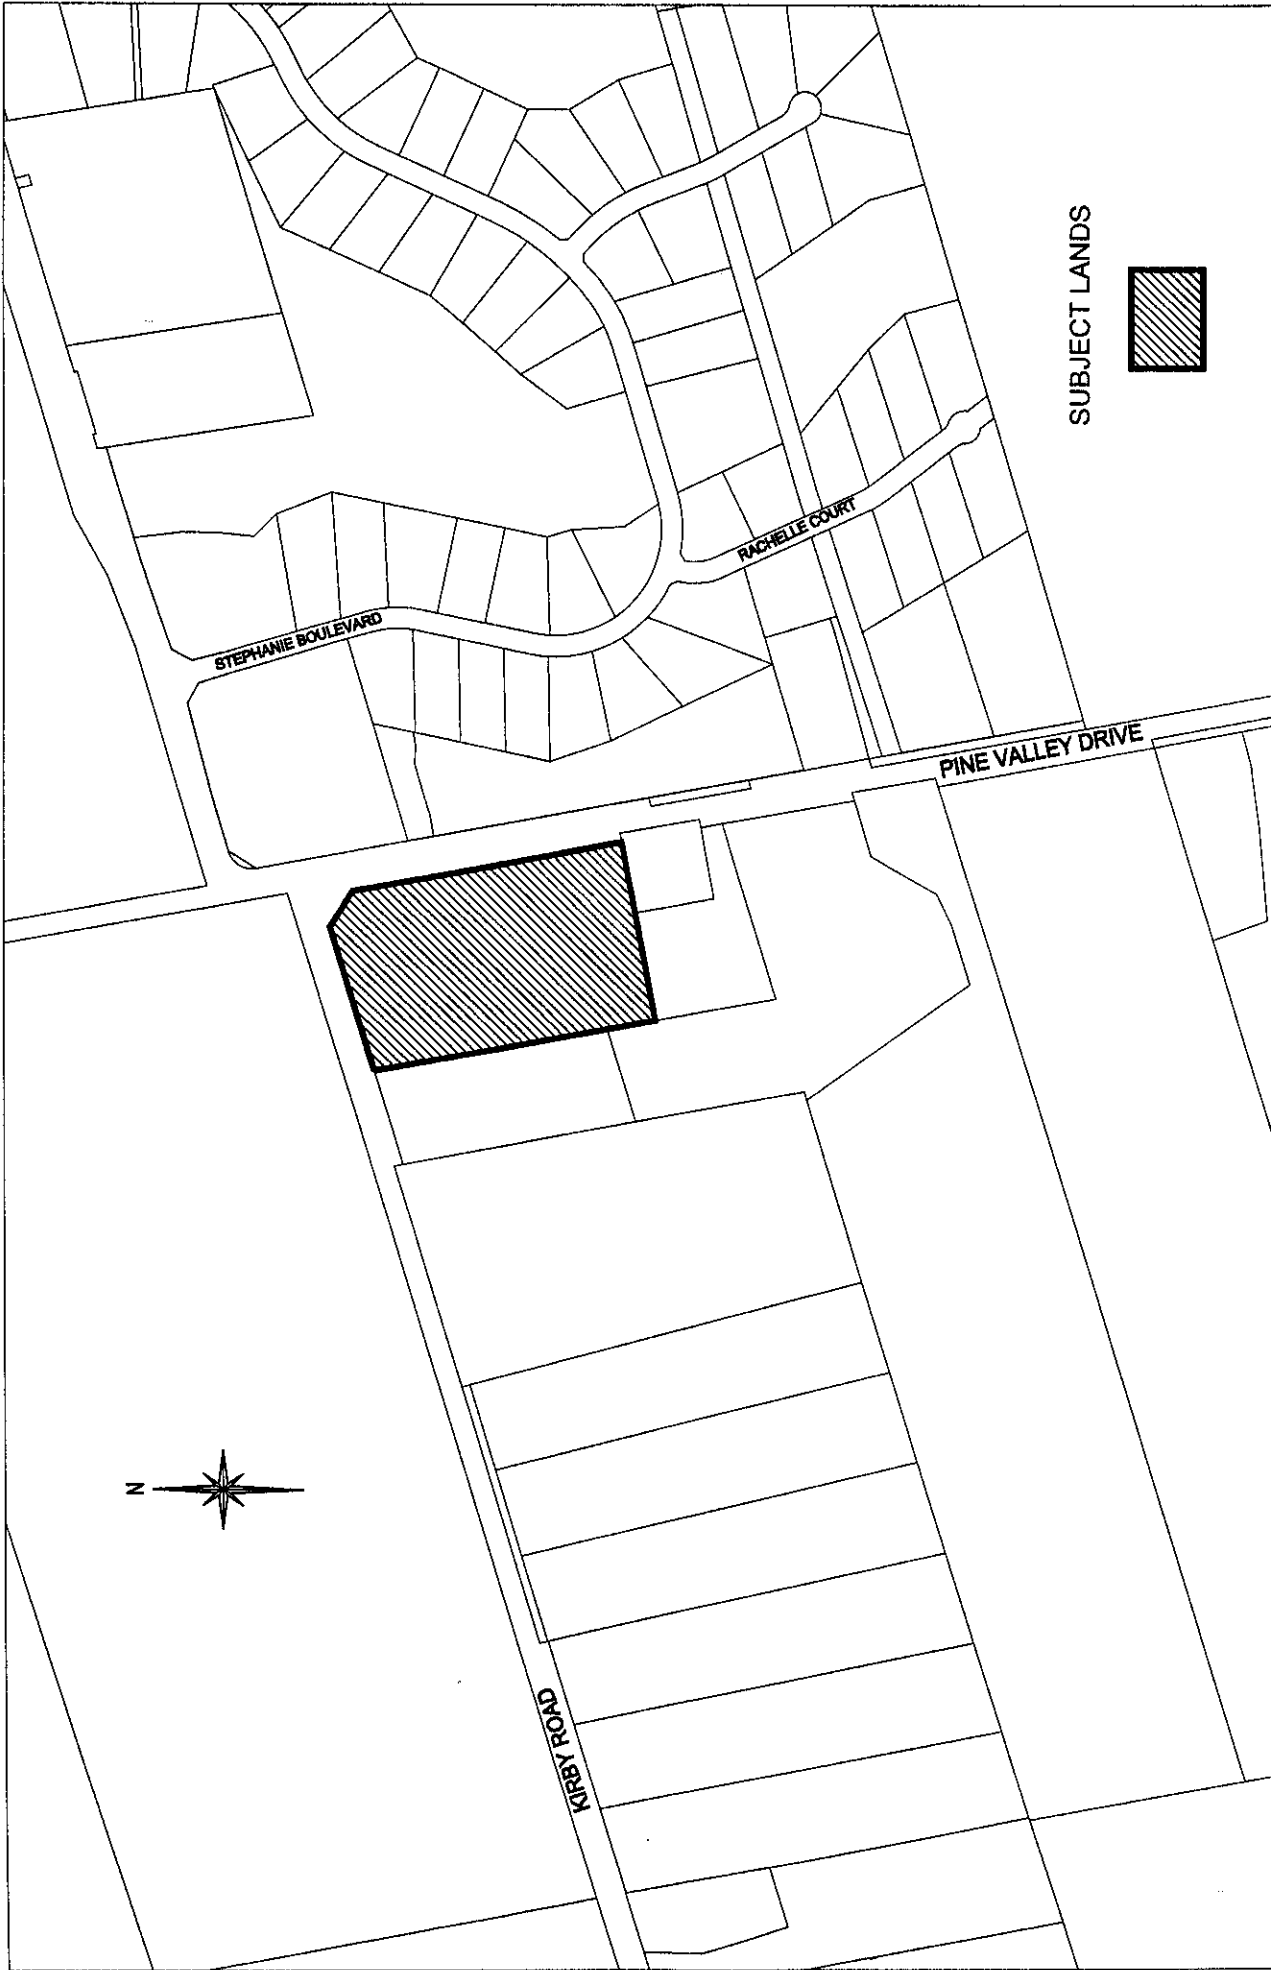 STEPHANIE BOULEVARD
RACHELLE COURT
PINE VALLEY DRIVE
KIRBY ROAD
N
SUBJECT LANDS